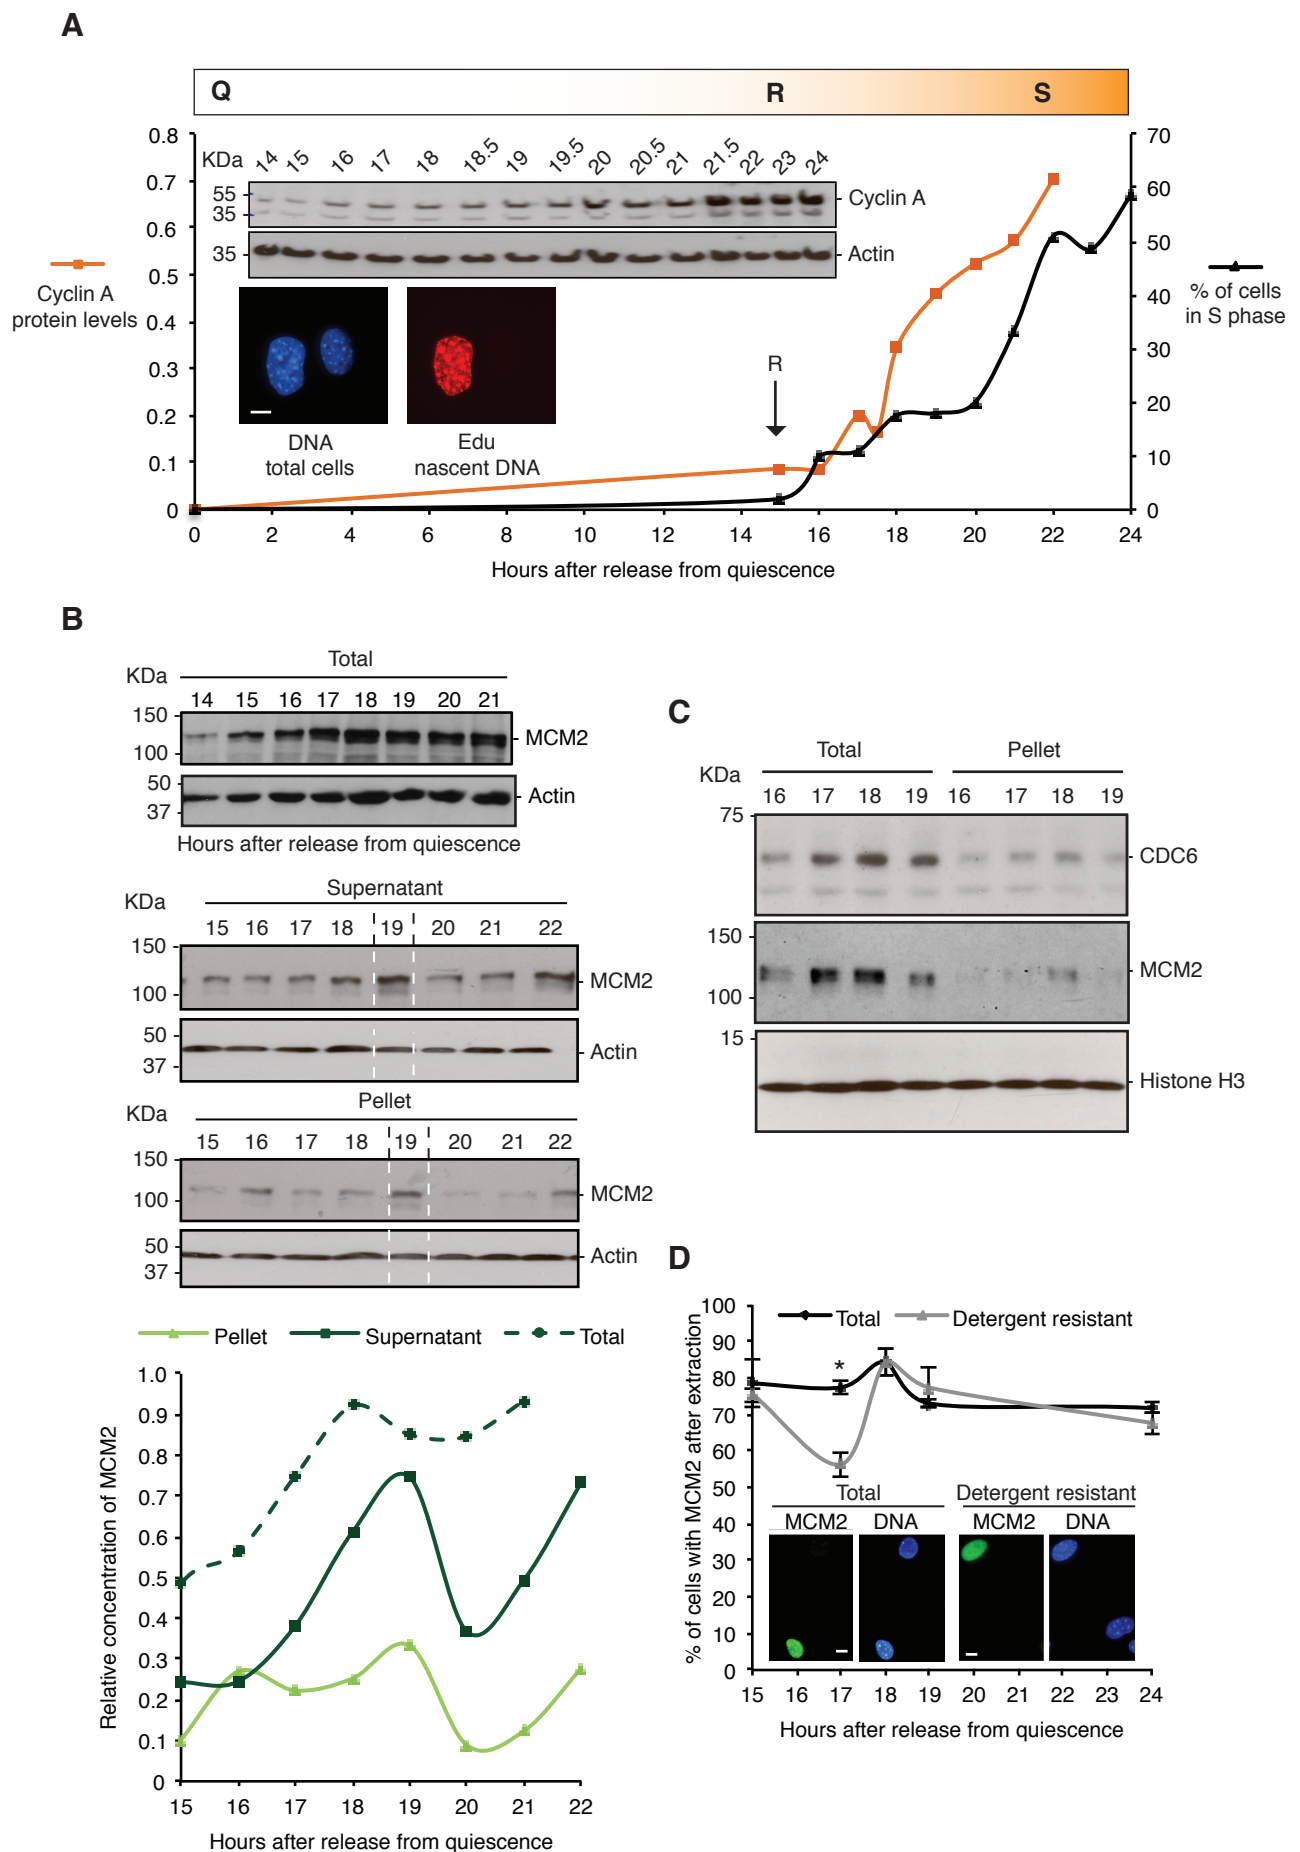 A
Q R S
0.8
0.7
0.6
0.5
0.4
0.3
0.2
0.1
0
70
60
50
40
30
20
10
0
KDa 14 15 16 17 18 18.5 19 19.5 20 20.5 21 21.5 22 23 24
55
35
Cyclin A
35
Actin
Cyclin A
protein levels
% of cells
in S phase
R
DNA
total cells
Edu
nascent DNA
0 2 4 6 8 10 12 14 16 18 20 22 24
Hours after release from quiescence
B
Total
KDa
14 15 16 17 18 19 20 21
150
100
MCM2
50
37
Actin
Hours after release from quiescence
Supernatant
KDa
15 16 17 18 19 20 21 22
150
100
MCM2
50
37
Actin
Pellet
KDa
15 16 17 18 19 20 21 22
150
100
MCM2
50
37
Actin
Pellet Supernatant Total
Relative concentration of MCM2
1.0
0.9
0.8
0.7
0.6
0.5
0.4
0.3
0.2
0.1
0
15 16 17 18 19 20 21 22
Hours after release from quiescence
C
Total Pellet
KDa
16 17 18 19 16 17 18 19
75
CDC6
150
100
MCM2
15
Histone H3
D
Total Detergent resistant
% of cells with MCM2 after extraction
100
90
80
70
60
50
40
30
20
10
0
*
Total Detergent resistant
MCM2 DNA MCM2 DNA
15 16 17 18 19 20 21 22 23 24
Hours after release from quiescence